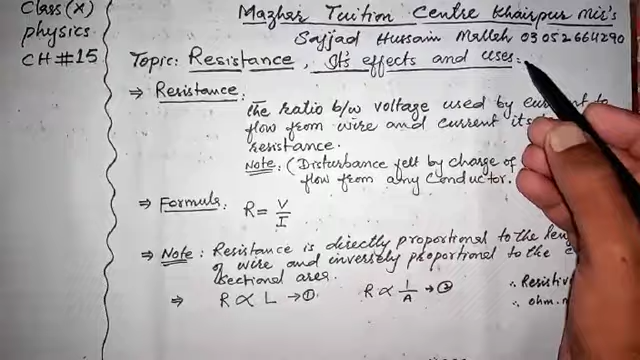 Class (X)
physics
CH # 15
Mazhar Tuition Centre Khairpur Mir's
Sajjad Hussain Malleh 03052664290
Topic: Resistance, It's effects and uses.
⇒ Resistance:
The ratio b/w voltage used by current to
flow from wire and current its
resistance.
Note: (Disturbance felt by charge of
flow from any conductor.
⇒ Formula: R = V/I
⇒ Note: Resistance is directly proportional to the
of wire and inversely proportional to the
sectional area.
⇒ R ∝ L → ① R ∝ 1/A → ②
∴
∴ ohm.